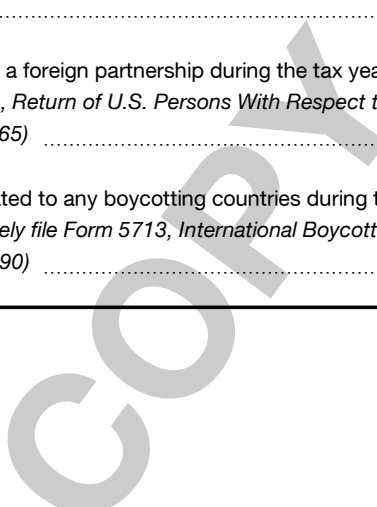 a foreign partnership during the tax yea
, Return of U.S. Persons With Respect t
65)
ated to any boycotting countries during t
ely file Form 5713, International Boycott
90)
COPY